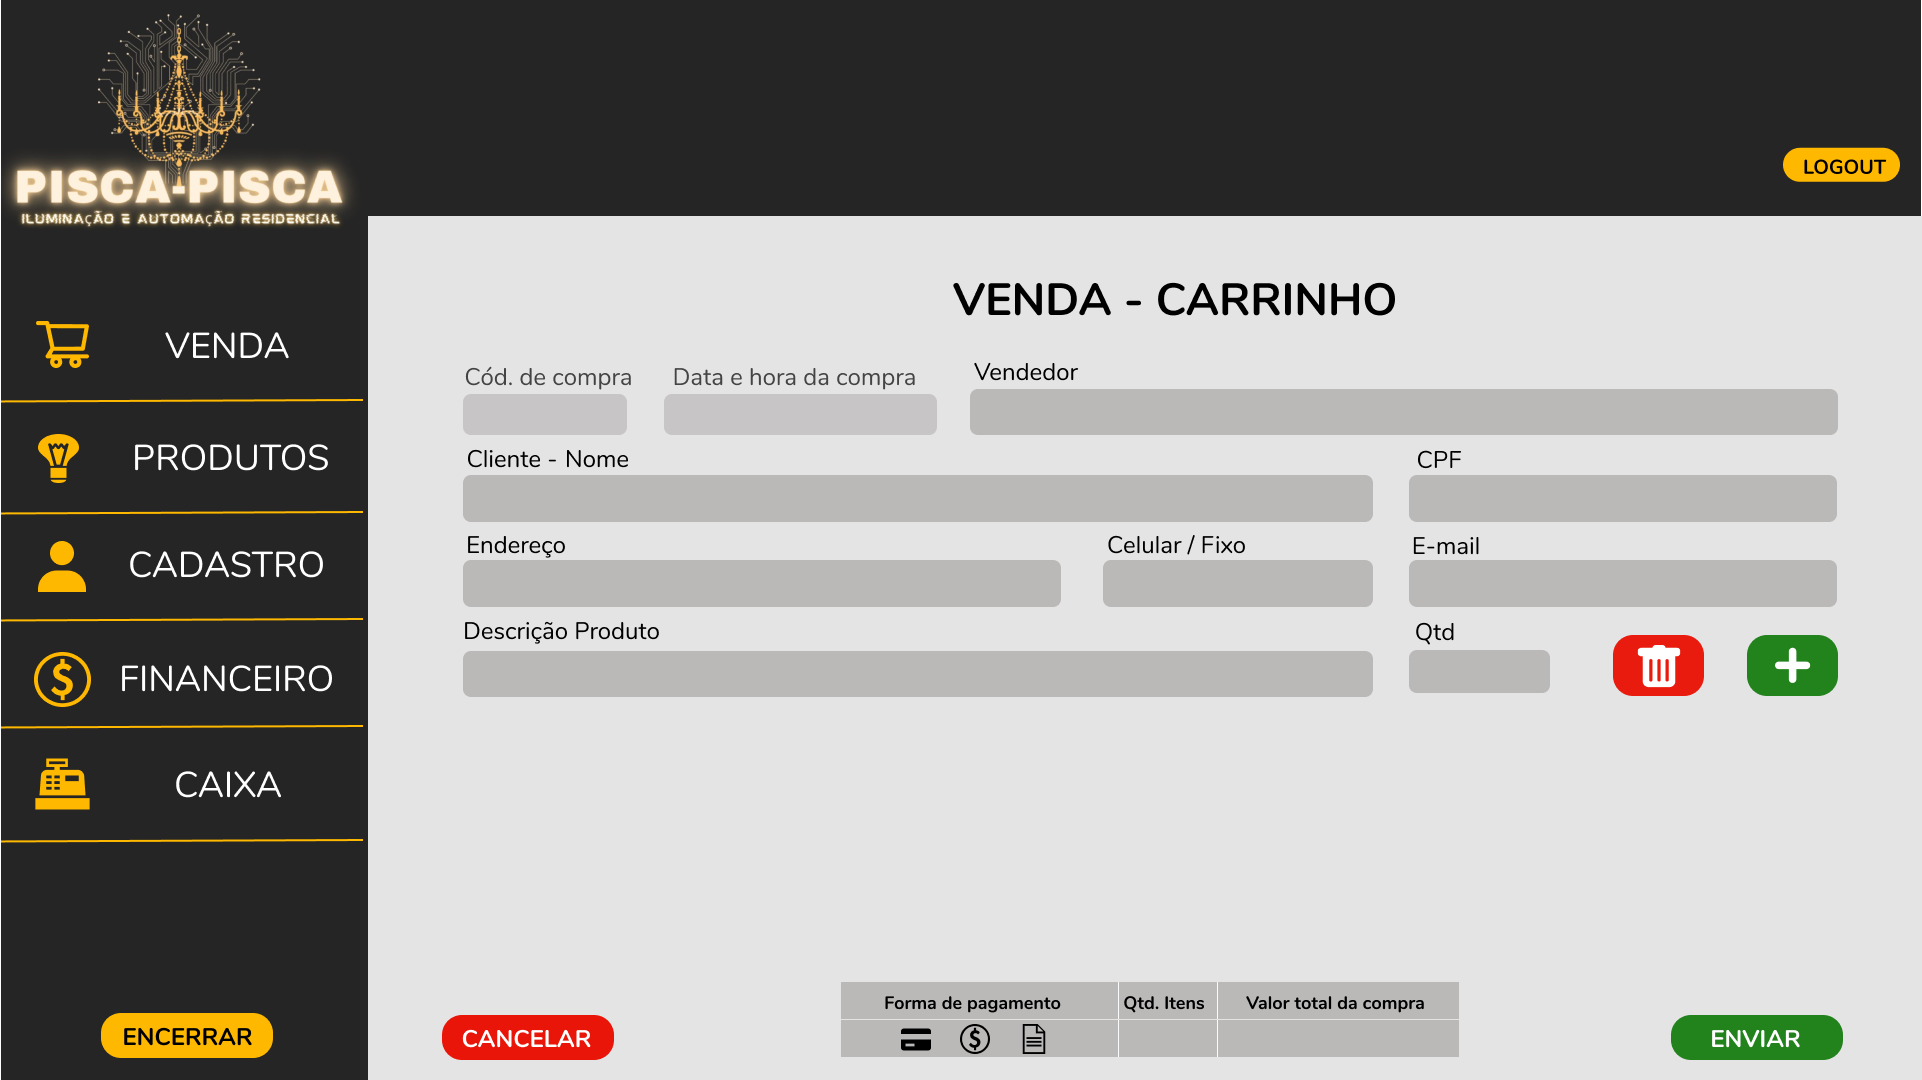 PISCA-PISCA
ILUMINAÇÃO E AUTOMAÇÃO RESIDENCIAL
LOGOUT
VENDA
PRODUTOS
CADASTRO
FINANCEIRO
CAIXA
ENCERRAR
VENDA - CARRINHO
Cód. de compra
Data e hora da compra
Vendedor
Cliente - Nome
CPF
Endereço
Celular / Fixo
E-mail
Descrição Produto
Qtd
Forma de pagamento
Qtd. Itens
Valor total da compra
CANCELAR
ENVIAR